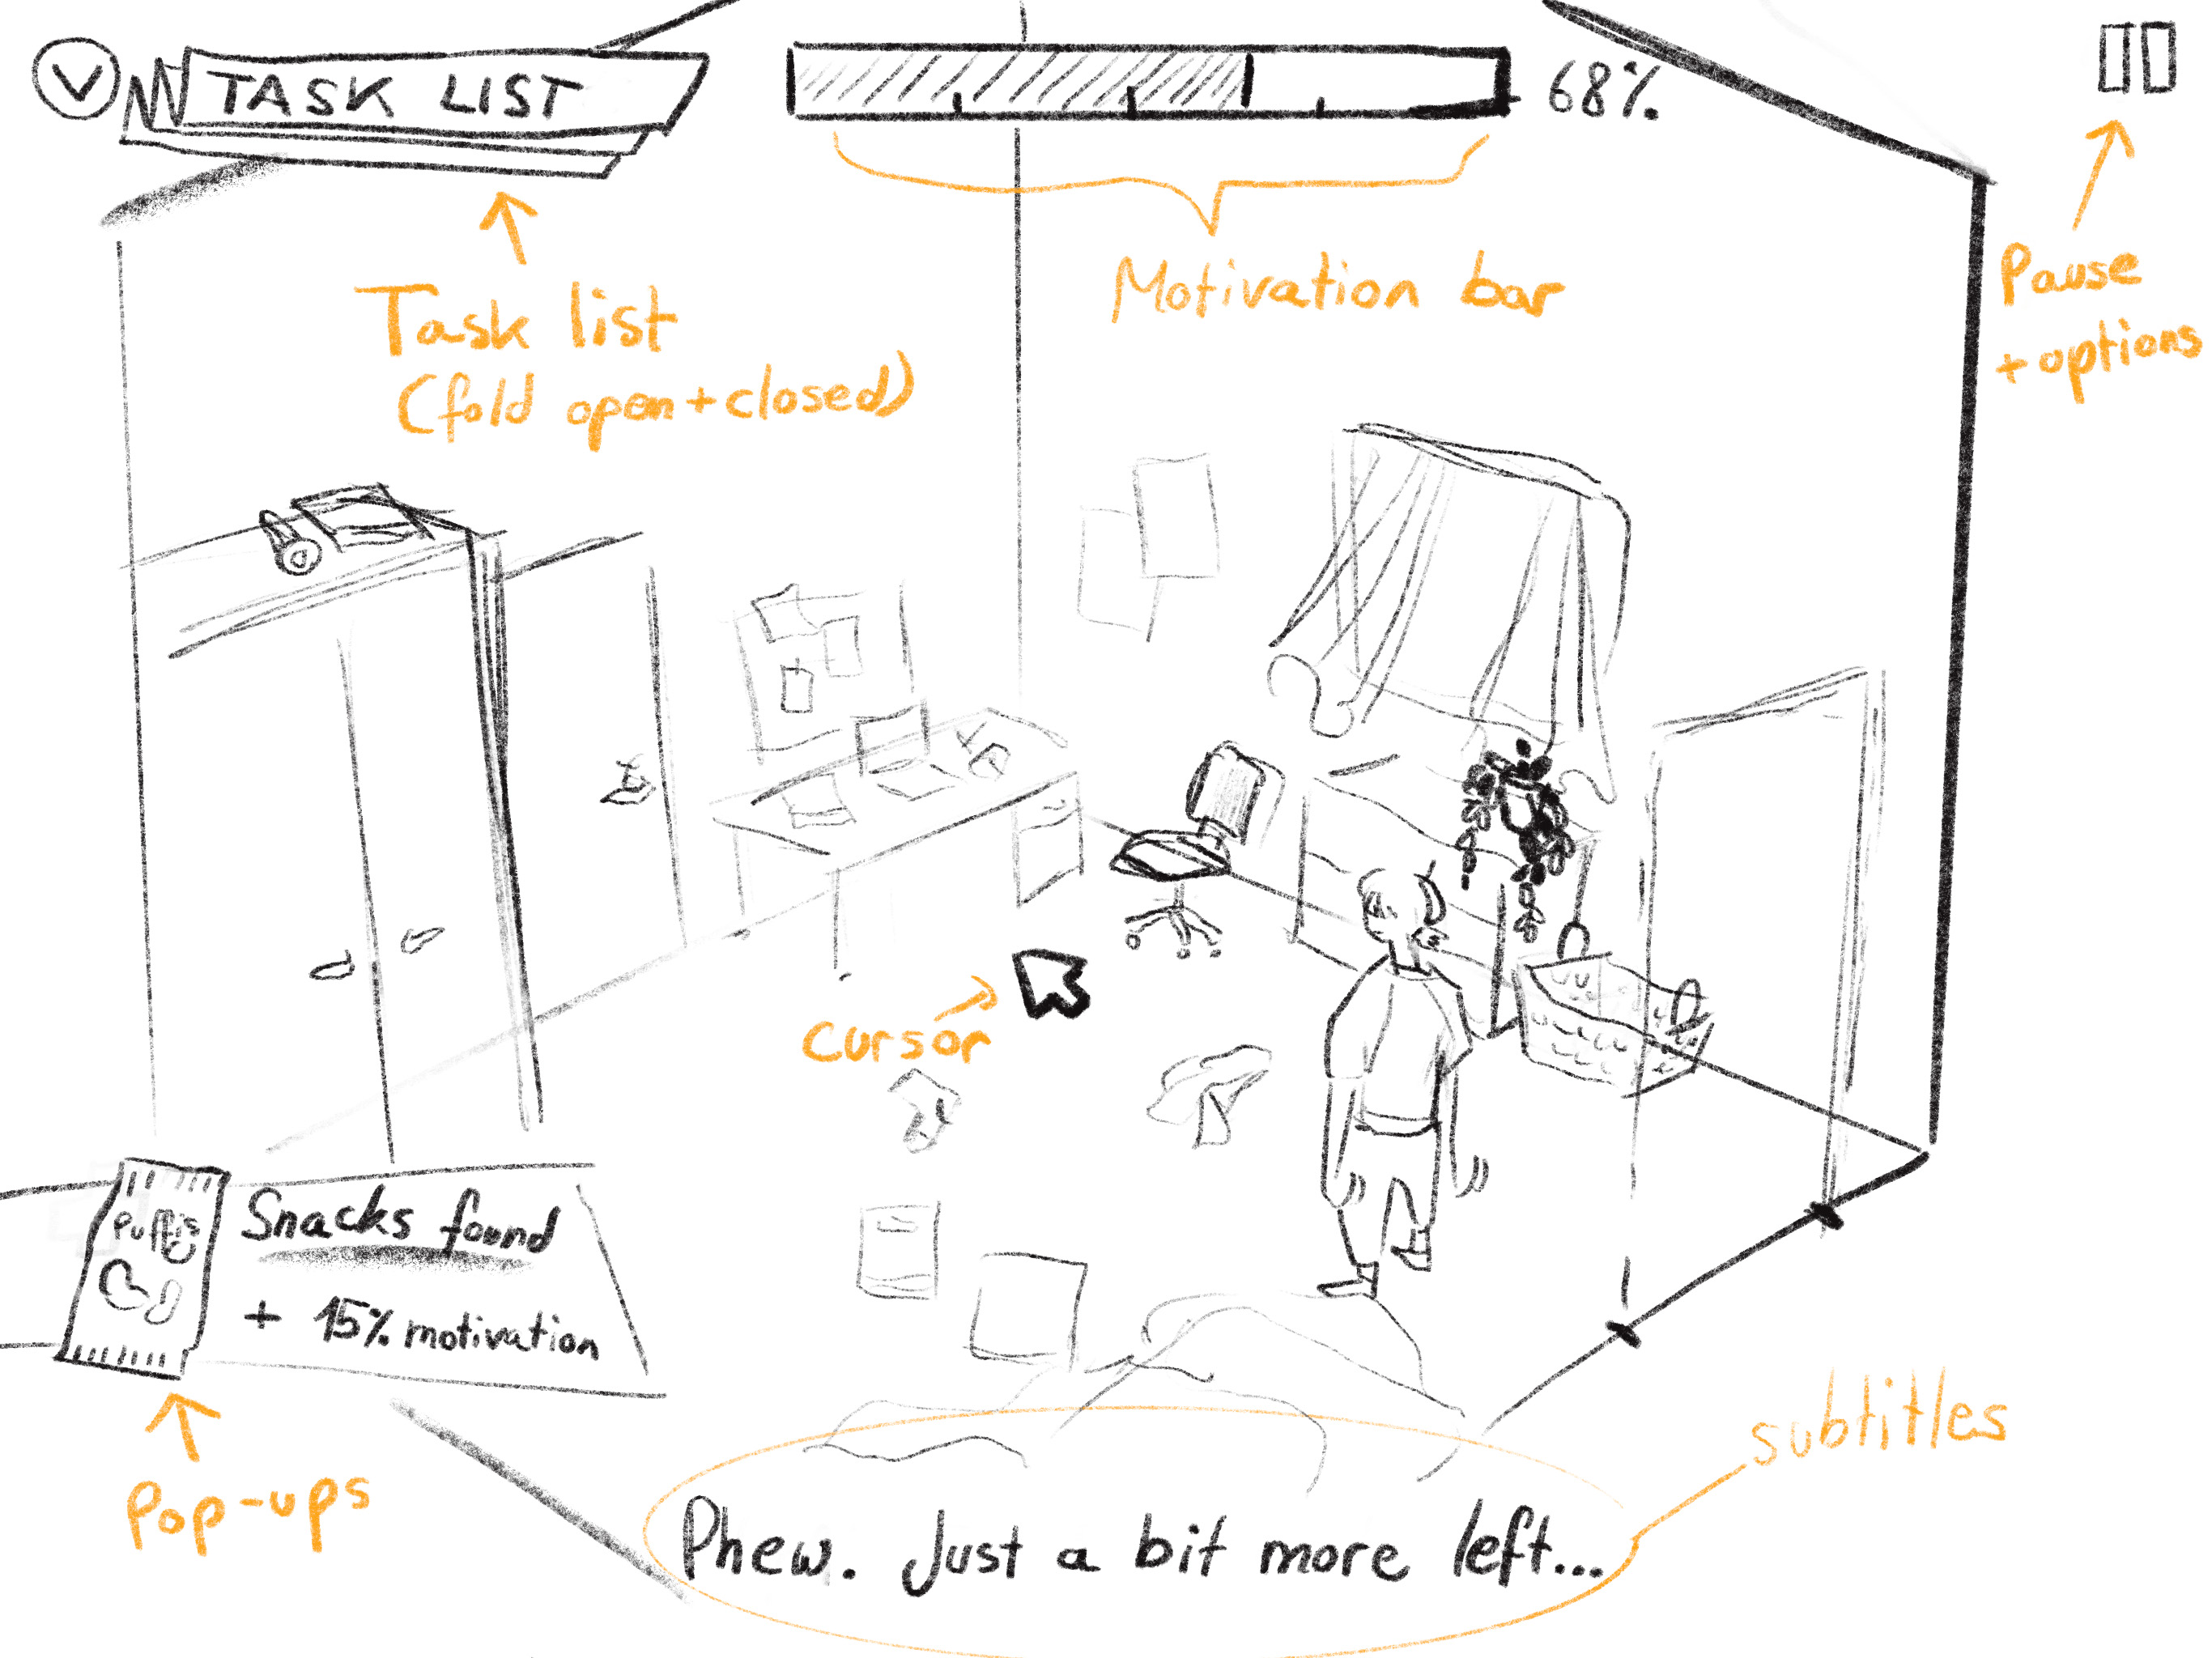 V TASK LIST
68%
Task list
(fold open+closed)
Motivation bar
Pause
+options
cursor
Puffis
Snacks found
+ 15% motivation
Pop-ups
subtitles
Phew. Just a bit more left...